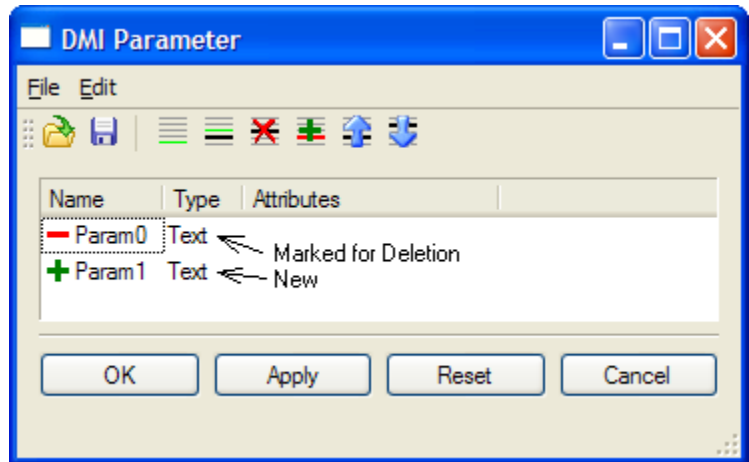 DMI Parameter
File Edit
Name Type Attributes
Param0 Text Marked for Deletion
Param1 Text New
OK Apply Reset Cancel